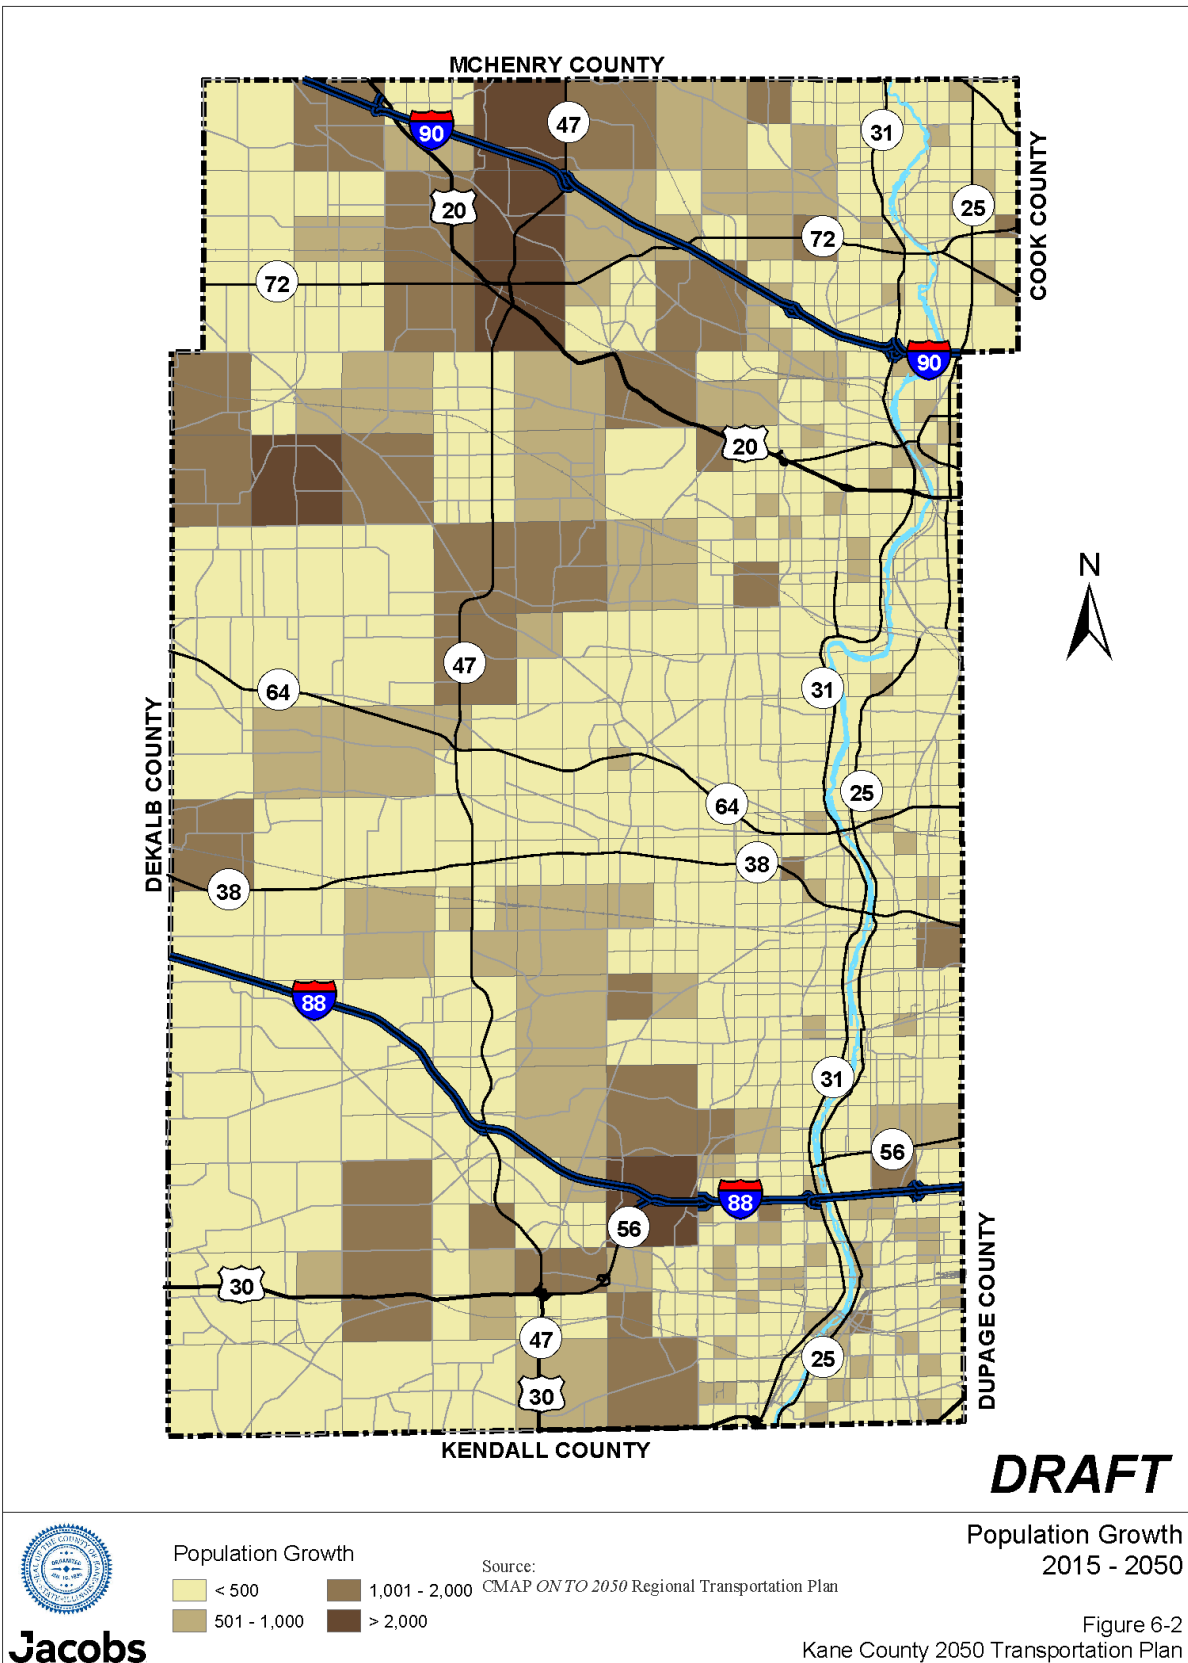 MCHENRY COUNTY
90
47
31
20
25
72
72
COOK COUNTY
90
20
N
47
64
31
DEKALB COUNTY
25
64
38
38
88
31
56
88
56
30
DUPAGE COUNTY
47
25
30
KENDALL COUNTY
DRAFT
Population Growth
2015 - 2050
Population Growth
< 500
1,001 - 2,000
501 - 1,000
> 2,000
Source:
CMAP ON TO 2050 Regional Transportation Plan
Jacobs
Figure 6-2
Kane County 2050 Transportation Plan